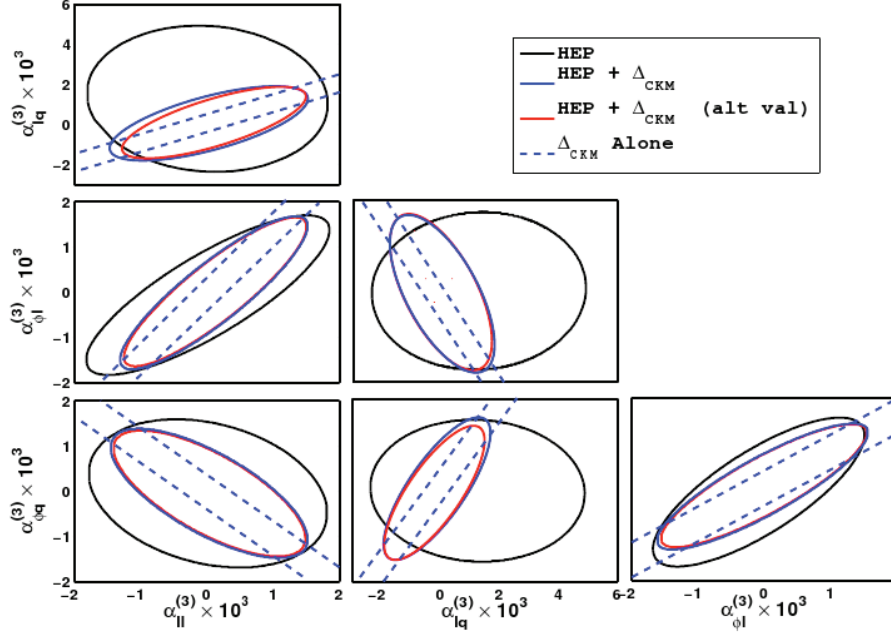 6
4
2
0
−2
α_lq^(3) × 10^3
HEP
HEP + Δ_CKM
HEP + Δ_CKM (alt val)
Δ_CKM Alone
2
1
0
−1
−2
α_ϕl^(3) × 10^3
2
1
0
−1
−2
α_ϕq^(3) × 10^3
−2 −1 0 1 2
α_ll^(3) × 10^3
−2 0 2 4 6
α_lq^(3) × 10^3
−2 −1 0 1
α_ϕl^(3) × 10^3